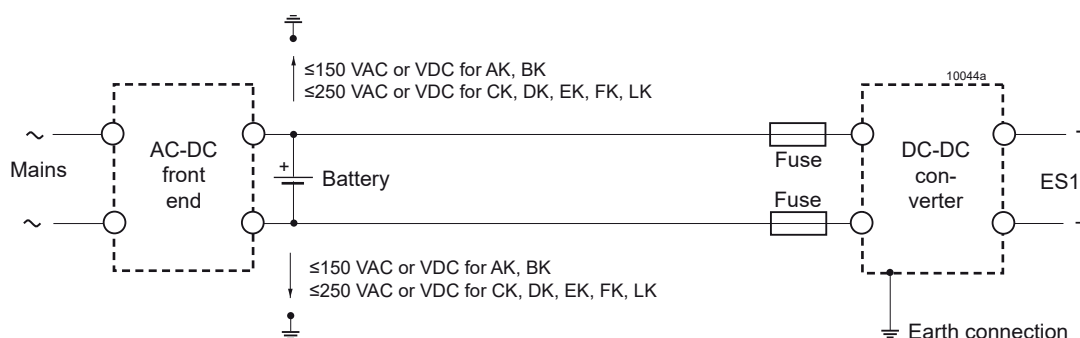 ≤150 VAC or VDC for AK, BK
≤250 VAC or VDC for CK, DK, EK, FK, LK
10044a
~
Mains
~
AC-DC
front
end
+
Battery
Fuse
Fuse
DC-DC
con-
verter
ES1
≤150 VAC or VDC for AK, BK
≤250 VAC or VDC for CK, DK, EK, FK, LK
Earth connection